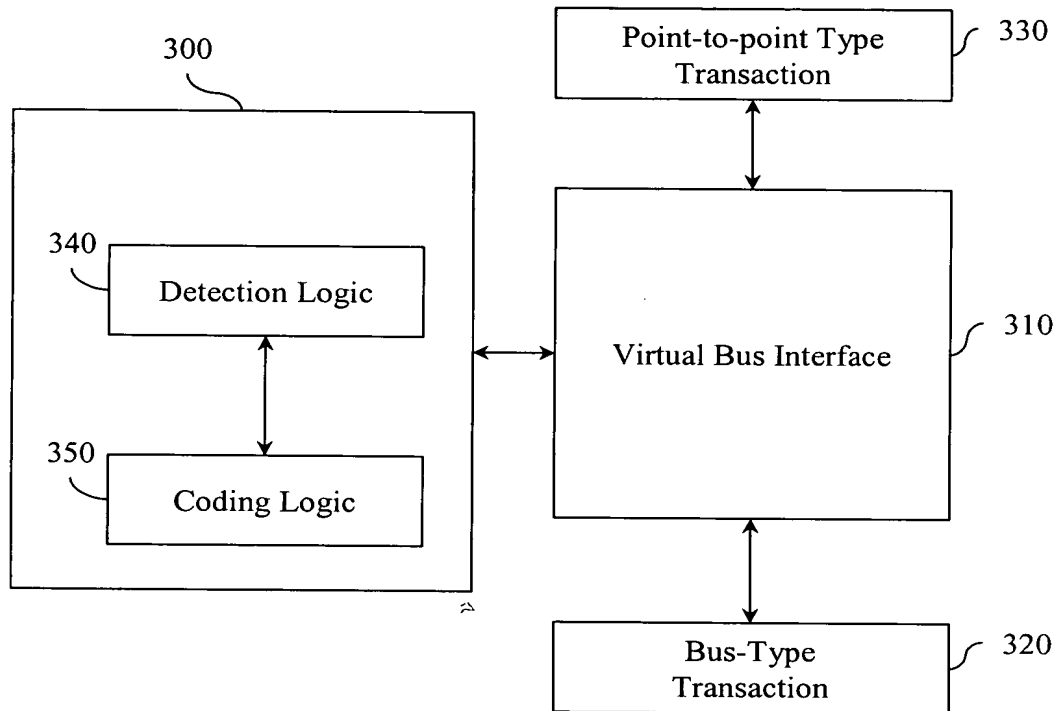 300
Point-to-point Type
Transaction
330
340
Detection Logic
350
Coding Logic
Virtual Bus Interface
310
Bus-Type
Transaction
320